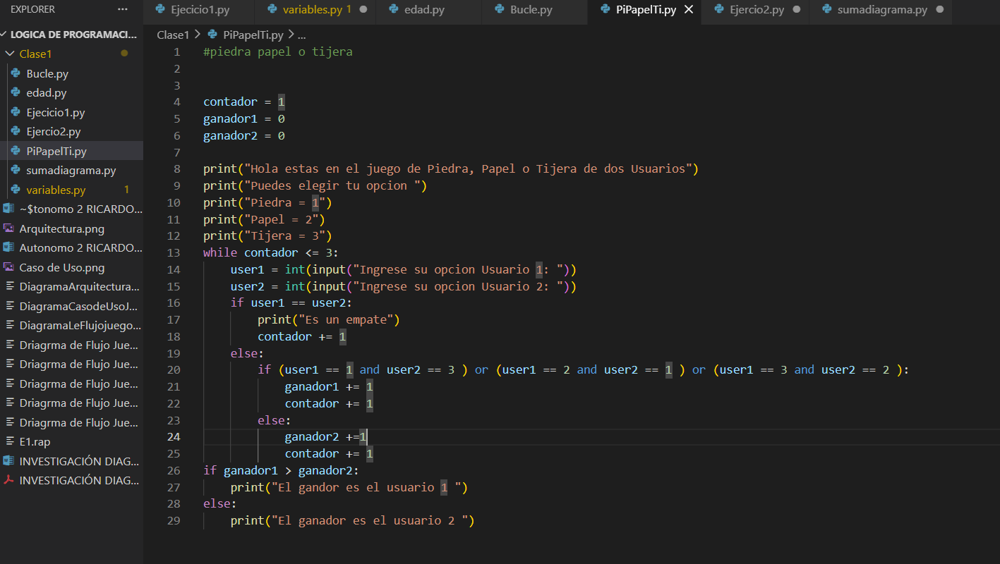 EXPLORER ...
Ejecicio1.py variables.py 1 edad.py Bucle.py PiPapelTi.py Ejercio2.py sumadiagrama.py
LOGICA DE PROGRAMACI...
Clase1
Bucle.py
edad.py
Ejecicio1.py
Ejercio2.py
PiPapelTi.py
sumadiagrama.py
variables.py 1
~$tonomo 2 RICARDO...
Arquitectura.png
Autonomo 2 RICARDO...
Caso de Uso.png
DiagramaArquitectura...
DiagramaCasodeUsoJ...
DiagramaLeFlujojuego...
Driagrma de Flujo Jue...
Driagrma de Flujo Jue...
Driagrma de Flujo Jue...
Driagrma de Flujo Jue...
Driagrma de Flujo Jue...
E1.rap
INVESTIGACIÓN DIAG...
INVESTIGACIÓN DIAG...
Clase1 > PiPapelTi.py > ...
1 #piedra papel o tijera
2
3
4 contador = 1
5 ganador1 = 0
6 ganador2 = 0
7
8 print("Hola estas en el juego de Piedra, Papel o Tijera de dos Usuarios")
9 print("Puedes elegir tu opcion ")
10 print("Piedra = 1")
11 print("Papel = 2")
12 print("Tijera = 3")
13 while contador <= 3:
14     user1 = int(input("Ingrese su opcion Usuario 1: "))
15     user2 = int(input("Ingrese su opcion Usuario 2: "))
16     if user1 == user2:
17         print("Es un empate")
18         contador += 1
19     else:
20         if (user1 == 1 and user2 == 3 ) or (user1 == 2 and user2 == 1 ) or (user1 == 3 and user2 == 2 ):
21             ganador1 += 1
22             contador += 1
23         else:
24             ganador2 +=1
25             contador += 1
26 if ganador1 > ganador2:
27     print("El gandor es el usuario 1 ")
28 else:
29     print("El ganador es el usuario 2 ")